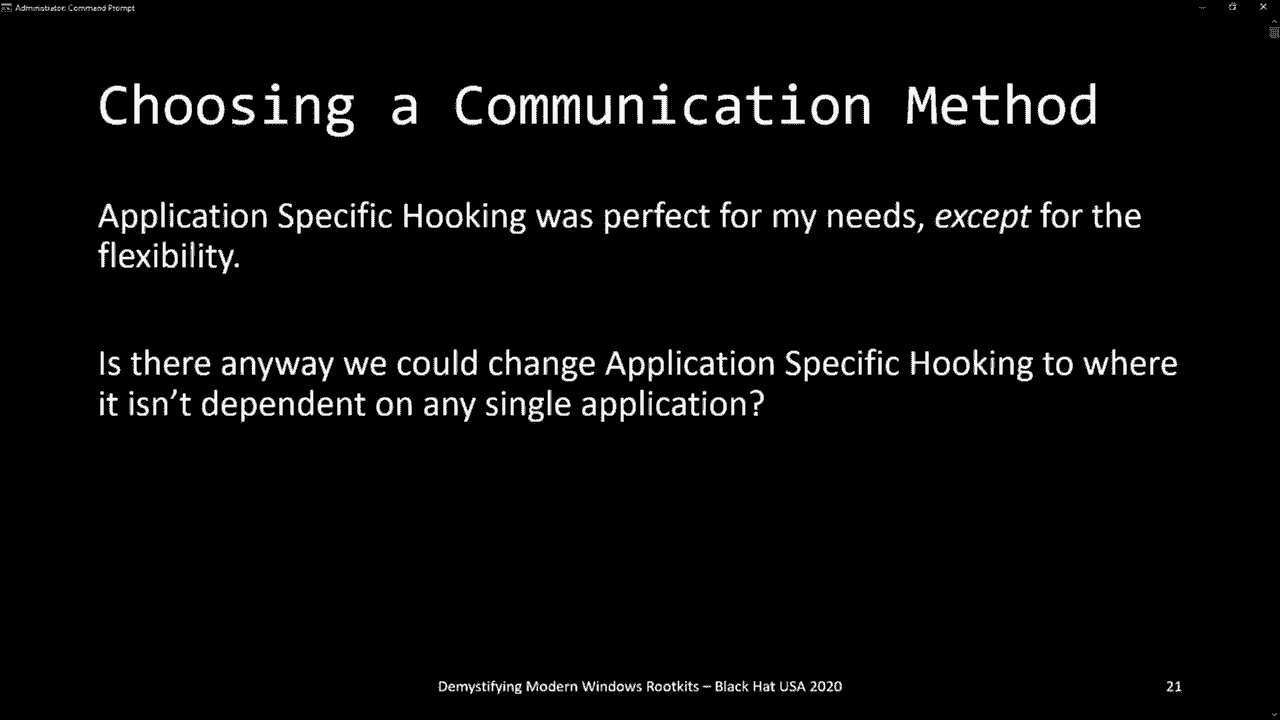 Administrator: Command Prompt
Choosing a Communication Method
Application Specific Hooking was perfect for my needs, except for the
flexibility.
Is there anyway we could change Application Specific Hooking to where
it isn’t dependent on any single application?
Demystifying Modern Windows Rootkits – Black Hat USA 2020
21